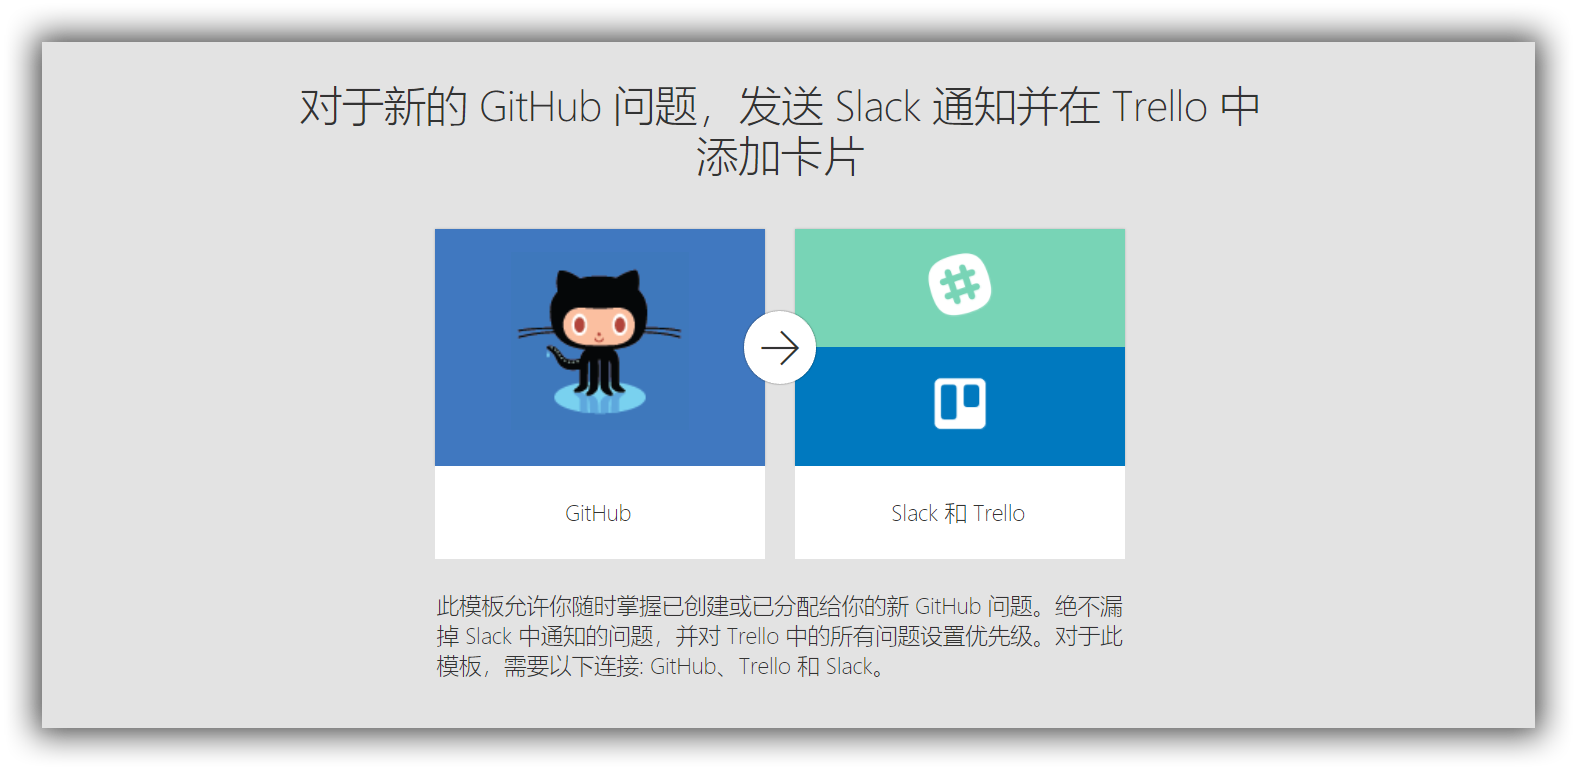 对于新的 GitHub 问题，发送 Slack 通知并在 Trello 中
添加卡片
GitHub
Slack 和 Trello
此模板允许你随时掌握已创建或已分配给你的新 GitHub 问题。绝不漏
掉 Slack 中通知的问题，并对 Trello 中的所有问题设置优先级。对于此
模板，需要以下连接: GitHub、Trello 和 Slack。